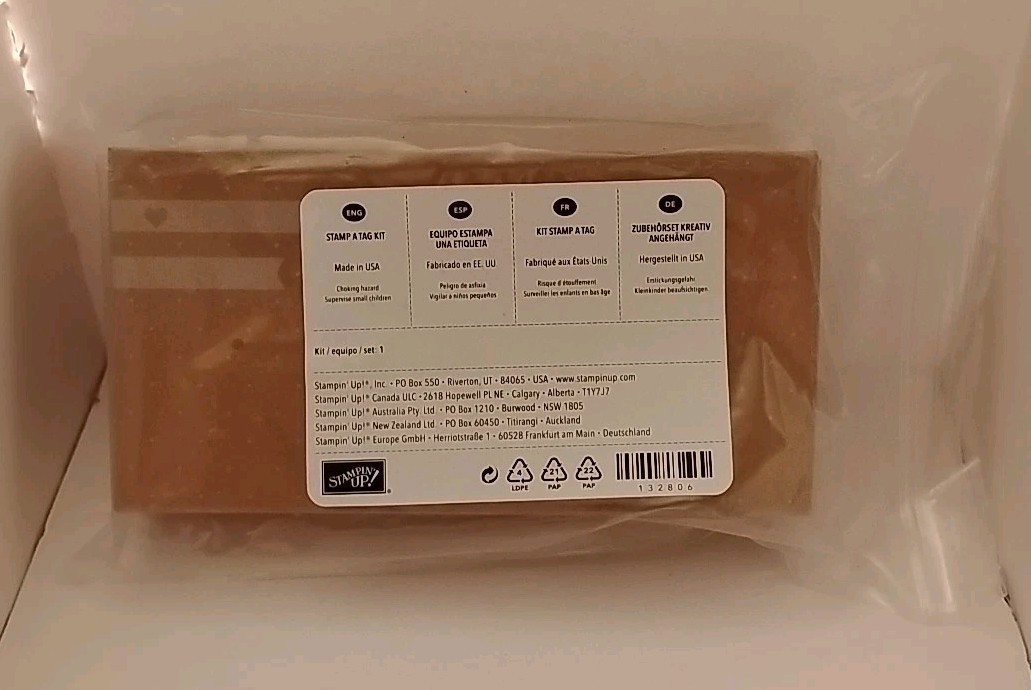 ENG
STAMP A TAG KIT
Made in USA
Choking hazard
Supervise small children
ESP
EQUIPO ESTAMPA
UNA ETIQUETA
Fabricado en EE. UU.
Peligro de asfixia
Vigilar a niños pequeños
FR
KIT STAMP A TAG
Fabriqué aux États-Unis
Risque d'étouffement
Surveiller les enfants en bas âge
DE
ZUBEHÖRSET KREATIV
ANGEHÄNGT
Hergestellt in USA
Erstickungsgefahr.
Kleinkinder beaufsichtigen
Kit / equipo / set: 1
Stampin' Up!®, Inc. • PO Box 550 • Riverton, UT • 84065 • USA • www.stampinup.com
Stampin' Up!® Canada ULC • 2618 Hopewell PL NE • Calgary • Alberta • T1Y7J7
Stampin' Up!® Australia Pty. Ltd. • PO Box 1210 • Burwood • NSW 1805
Stampin' Up!® New Zealand Ltd. • PO Box 60450 • Titirangi • Auckland
Stampin' Up!® Europe GmbH • Herriotstraße 1 • 60528 Frankfurt am Main • Deutschland
STAMPIN' UP!®
4 LDPE
21 PAP
22 PAP
132806